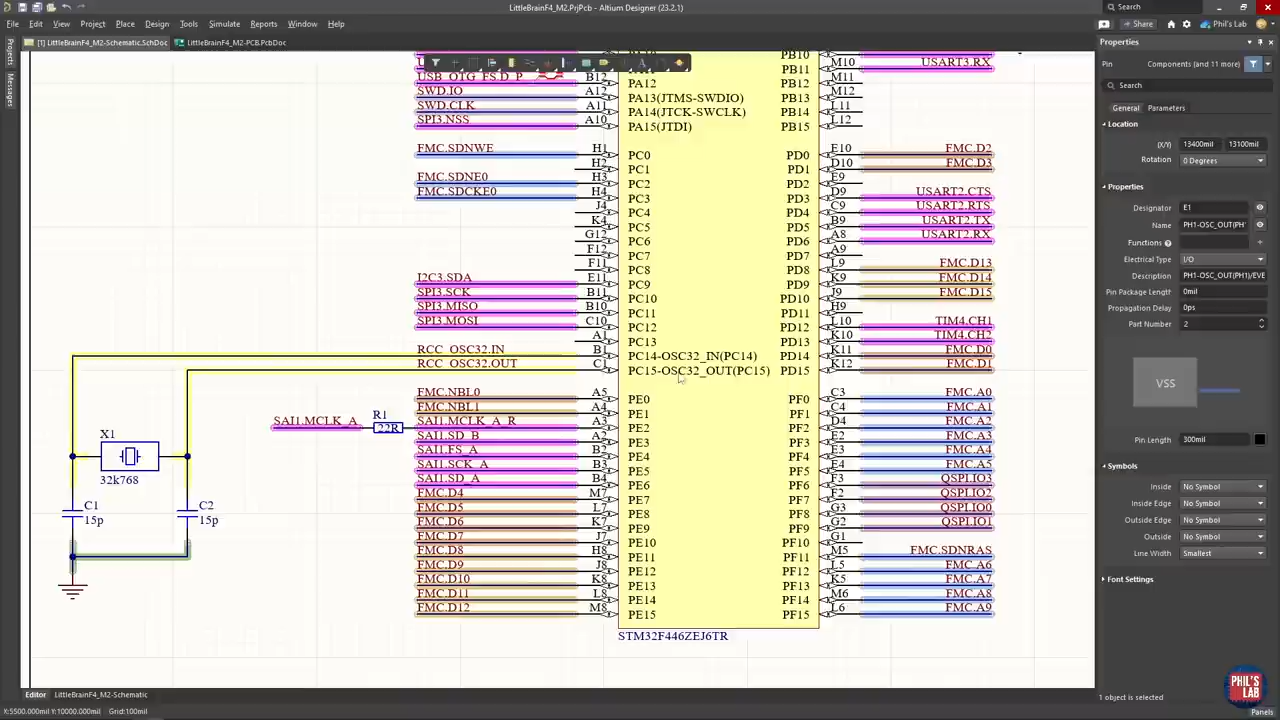 LittleBrainF4_M2.PrjPcb - Altium Designer (23.2.1)
Search
File Edit View Project Place Design Tools Simulate Reports Window Help
Share
Phil's Lab
[1] LittleBrainF4_M2-Schematic.SchDoc
LittleBrainF4_M2-PCB.PcbDoc
Projects
Messages
PB10
USB_OTG_FS.D_P B12 PA12
SWD.IO A12 PA13(JTMS-SWDIO)
SWD.CLK A11 PA14(JTCK-SWCLK)
SPI3.NSS A10 PA15(JTDI)
PB11 M10 USART3.RX
PB12 M11
PB13 M12
PB14 L11
PB15 L12
FMC.SDNWE H1 PC0
H2 PC1
FMC.SDNE0 H3 PC2
FMC.SDCKE0 H4 PC3
J4 PC4
K4 PC5
G12 PC6
F12 PC7
F11 PC8
I2C3.SDA E11 PC9
SPI3.SCK B11 PC10
SPI3.MISO B10 PC11
SPI3.MOSI C10 PC12
A1 PC13
RCC_OSC32.IN B1 PC14-OSC32_IN(PC14)
RCC_OSC32.OUT C1 PC15-OSC32_OUT(PC15)
PD0 E10 FMC.D2
PD1 D10 FMC.D3
PD2 E9
PD3 D9 USART2.CTS
PD4 C9 USART2.RTS
PD5 B9 USART2.TX
PD6 A8 USART2.RX
PD7 A9
PD8 L9 FMC.D13
PD9 K9 FMC.D14
PD10 J9 FMC.D15
PD11 H9
PD12 L10 TIM4.CH1
PD13 K10 TIM4.CH2
PD14 K11 FMC.D0
PD15 K12 FMC.D1
FMC.NBL0 A5 PE0
FMC.NBL1 A4 PE1
SAI1.MCLK_A R1 22R SAI1.MCLK_A_R PE2
SAI1.SD_B PE3
SAI1.FS_A PE4
SAI1.SCK_A B3 PE5
SAI1.SD_A B4 PE6
FMC.D4 M7 PE7
FMC.D5 L7 PE8
FMC.D6 K7 PE9
FMC.D7 J7 PE10
FMC.D8 H8 PE11
FMC.D9 J8 PE12
FMC.D10 K8 PE13
FMC.D11 L8 PE14
FMC.D12 M8 PE15
PF0 C3 FMC.A0
PF1 C4 FMC.A1
PF2 D4 FMC.A2
PF3 E2 FMC.A3
PF4 E3 FMC.A4
PF5 E4 FMC.A5
PF6 F3 QSPI.IO3
PF7 F2 QSPI.IO2
PF8 G3 QSPI.IO0
PF9 G2 QSPI.IO1
PF10 G1
PF11 M5 FMC.SDNRAS
PF12 L5 FMC.A6
PF13 K5 FMC.A7
PF14 M6 FMC.A8
PF15 L6 FMC.A9
STM32F446ZEJ6TR
X1
32k768
C1
15p
C2
15p
Properties
Pin Components (and 11 more)
Search
General Parameters
Location
(X/Y) 13400mil 13100mil
Rotation 0 Degrees
Properties
Designator E1
Name PH1-OSC_OUT(PH
Functions
Electrical Type I/O
Description PH1-OSC_OUT(PH1)/EVE
Pin Package Length 0mil
Propagation Delay 0ps
Part Number 2
VSS
Pin Length 300mil
Symbols
Inside No Symbol
Inside Edge No Symbol
Outside Edge No Symbol
Outside No Symbol
Line Width Smallest
Font Settings
1 object is selected
PHIL'S
LAB
Editor LittleBrainF4_M2-Schematic
X:5500.000mil Y:10000.000mil Grid:100mil
Panels